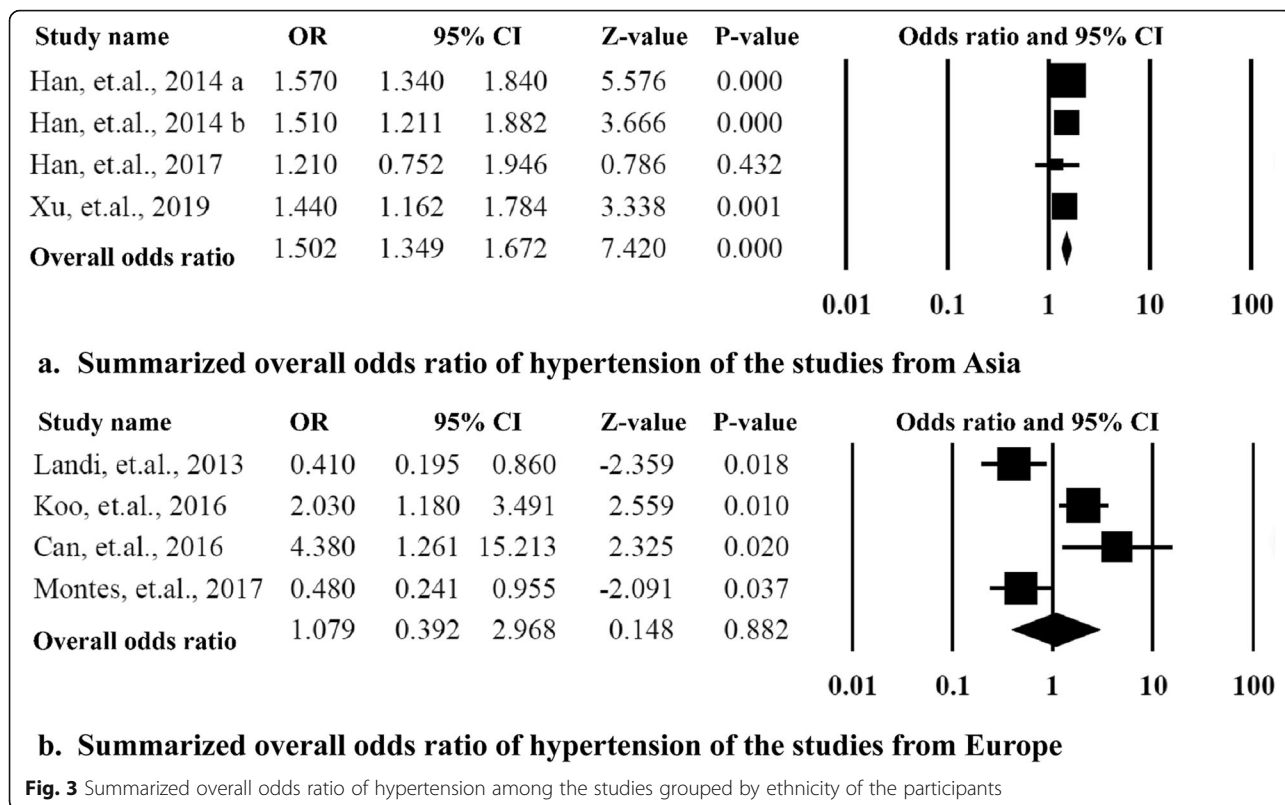 Study name OR 95% CI Z-value P-value Odds ratio and 95% CI
Han, et.al., 2014 a 1.570 1.340 1.840 5.576 0.000
Han, et.al., 2014 b 1.510 1.211 1.882 3.666 0.000
Han, et.al., 2017 1.210 0.752 1.946 0.786 0.432
Xu, et.al., 2019 1.440 1.162 1.784 3.338 0.001
Overall odds ratio 1.502 1.349 1.672 7.420 0.000
0.01 0.1 1 10 100
a. Summarized overall odds ratio of hypertension of the studies from Asia
Study name OR 95% CI Z-value P-value Odds ratio and 95% CI
Landi, et.al., 2013 0.410 0.195 0.860 -2.359 0.018
Koo, et.al., 2016 2.030 1.180 3.491 2.559 0.010
Can, et.al., 2016 4.380 1.261 15.213 2.325 0.020
Montes, et.al., 2017 0.480 0.241 0.955 -2.091 0.037
Overall odds ratio 1.079 0.392 2.968 0.148 0.882
0.01 0.1 1 10 100
b. Summarized overall odds ratio of hypertension of the studies from Europe
Fig. 3 Summarized overall odds ratio of hypertension among the studies grouped by ethnicity of the participants